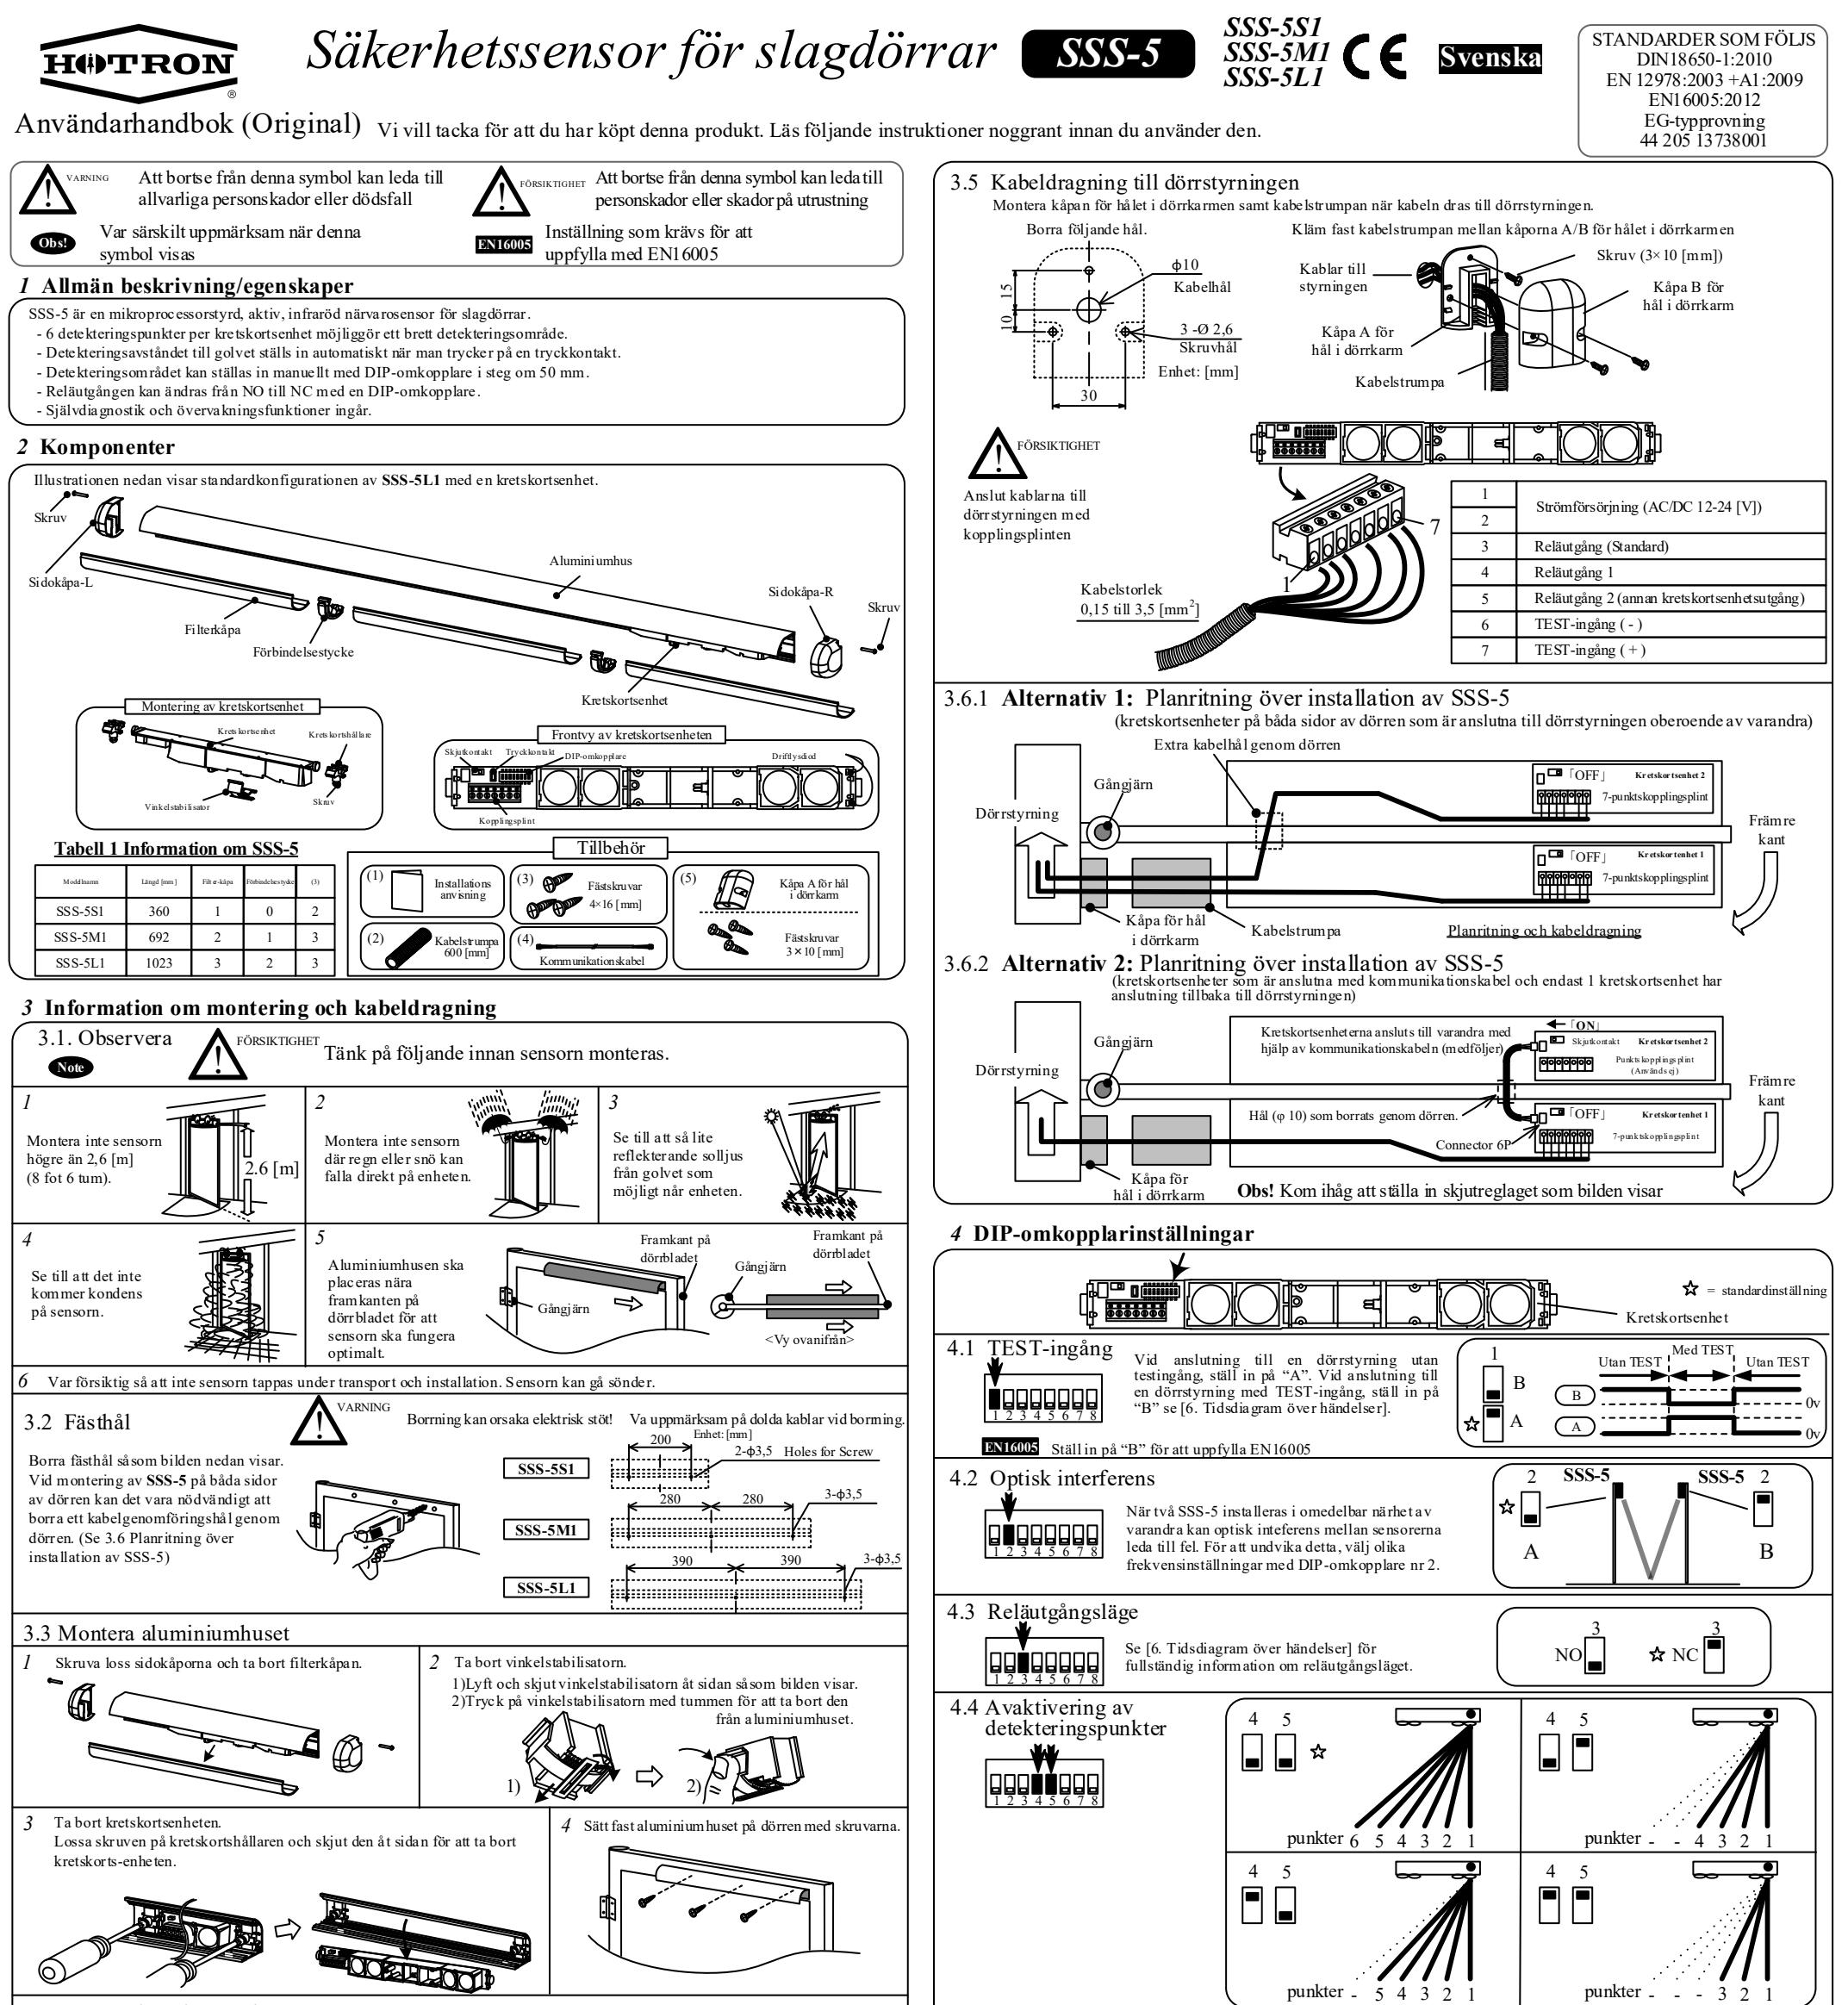 HOTRON
®
Säkerhetssensor för slagdörrar
SSS-5
SSS-5S1
SSS-5M1
SSS-5L1
CE
Svenska
STANDARDER SOM FÖLJS
DIN18650-1:2010
EN 12978:2003 +A1:2009
EN16005:2012
EG-typprovning
44 205 13738001
Användarhandbok (Original) Vi vill tacka för att du har köpt denna produkt. Läs följande instruktioner noggrant innan du använder den.
VARNING
Att bortse från denna symbol kan leda till
allvarliga personskador eller dödsfall
FÖRSIKTIGHET
Att bortse från denna symbol kan leda till
personskador eller skador på utrustning
Obs!
Var särskilt uppmärksam när denna
symbol visas
EN16005
Inställning som krävs för att
uppfylla med EN16005
1 Allmän beskrivning/egenskaper
SSS-5 är en mikroprocessorstyrd, aktiv, infraröd närvarosensor för slagdörrar.
- 6 detekteringspunkter per kretskortsenhet möjliggör ett brett detekteringsområde.
- Detekteringsavståndet till golvet ställs in automatiskt när man trycker på en tryckkontakt.
- Detekteringsområdet kan ställas in manuellt med DIP-omkopplare i steg om 50 mm.
- Reläutgången kan ändras från NO till NC med en DIP-omkopplare.
- Självdiagnostik och övervakningsfunktioner ingår.
2 Komponenter
Illustrationen nedan visar standardkonfigurationen av SSS-5L1 med en kretskortsenhet.
Skruv
Sidokåpa-L
Aluminiumhus
Sidokåpa-R
Skruv
Filterkåpa
Förbindelsestycke
Kretskortsenhet
Montering av kretskortsenhet
Kretskortsenhet
Kretskortshållare
Vinkelstabilisator
Skruv
Frontvy av kretskortsenheten
Skjutkontakt
Tryckkontakt
DIP-omkopplare
Driftlysdiod
Kopplingsplint
Tabell 1 Information om SSS-5
Modellnamn Längd [mm] Filter-kåpa Förbindelsestycke (3)
SSS-5S1 360 1 0 2
SSS-5M1 692 2 1 3
SSS-5L1 1023 3 2 3
Tillbehör
(1) Installations
anvisning
(2) Kabelstrumpa
600 [mm]
(3) Fästskruvar
4×16 [mm]
(4)
Kommunikationskabel
(5) Kåpa A för hål
i dörrkarm
Fästskruvar
3×10 [mm]
3 Information om montering och kabeldragning
3.1. Observera
Note
FÖRSIKTIGHET
Tänk på följande innan sensorn monteras.
1
Montera inte sensorn
högre än 2,6 [m]
(8 fot 6 tum).
2.6 [m]
2
Montera inte sensorn
där regn eller snö kan
falla direkt på enheten.
3
Se till att så lite
reflekterande solljus
från golvet som
möjligt når enheten.
4
Se till att det inte
kommer kondens
på sensorn.
5
Aluminiumhusen ska
placeras nära
framkanten på
dörrbladet för att
sensorn ska fungera
optimalt.
Gångjärn
Framkant på
dörrbladet
Gångjärn
Framkant på
dörrbladet
<Vy ovanifrån>
6 Var försiktig så att inte sensorn tappas under transport och installation. Sensorn kan gå sönder.
3.2 Fästhål
VARNING
Borrning kan orsaka elektrisk stöt! Va uppmärksam på dolda kablar vid borrning.
Borra fästhål såsom bilden nedan visar.
Vid montering av SSS-5 på båda sidor
av dörren kan det vara nödvändigt att
borra ett kabelgenomföringshål genom
dörren. (Se 3.6 Planritning över
installation av SSS-5)
Enhet: [mm]
SSS-5S1
200
2-ϕ3,5 Holes for Screw
SSS-5M1
280 280
3-ϕ3,5
SSS-5L1
390 390
3-ϕ3,5
3.3 Montera aluminiumhuset
1 Skruva loss sidokåporna och ta bort filterkåpan.
2 Ta bort vinkelstabilisatorn.
1)Lyft och skjut vinkelstabilisatorn åt sidan såsom bilden visar.
2)Tryck på vinkelstabilisatorn med tummen för att ta bort den
från aluminiumhuset.
1)
2)
3 Ta bort kretskortsenheten.
Lossa skruven på kretskortshållaren och skjut den åt sidan för att ta bort
kretskorts-enheten.
4 Sätt fast aluminiumhuset på dörren med skruvarna.
3.5 Kabeldragning till dörrstyrningen
Montera kåpan för hålet i dörrkarmen samt kabelstrumpan när kabeln dras till dörrstyrningen.
Borra följande hål.
15
10
30
ϕ10
Kabelhål
3 -Ø 2,6
Skruvhål
Enhet: [mm]
Kläm fast kabelstrumpan mellan kåporna A/B för hålet i dörrkarmen
Kablar till
styrningen
Skruv (3×10 [mm])
Kåpa B för
hål i dörrkarm
Kåpa A för
hål i dörrkarm
Kabelstrumpa
FÖRSIKTIGHET
Anslut kablarna till
dörrstyrningen med
kopplingsplinten
7
1
Kabelstorlek
0,15 till 3,5 [mm²]
1
2
Strömförsörjning (AC/DC 12-24 [V])
3 Reläutgång (Standard)
4 Reläutgång 1
5 Reläutgång 2 (annan kretskortsenhetsutgång)
6 TEST-ingång ( - )
7 TEST-ingång ( + )
3.6.1 Alternativ 1: Planritning över installation av SSS-5
(kretskortsenheter på båda sidor av dörren som är anslutna till dörrstyrningen oberoende av varandra)
Extra kabelhål genom dörren
Gångjärn
Dörrstyrning
「OFF」 Kretskortsenhet 2
7-punktskopplingsplint
「OFF」 Kretskortenhet 1
7-punktskopplingsplint
Främre
kant
Kåpa för hål
i dörrkarm
Kabelstrumpa
Planritning och kabeldragning
3.6.2 Alternativ 2: Planritning över installation av SSS-5
(kretskortsenheter som är anslutna med kommunikationskabel och endast 1 kretskortsenhet har
anslutning tillbaka till dörrstyrningen)
Gångjärn
Dörrstyrning
Kretskortsenheterna ansluts till varandra med
hjälp av kommunikationskabeln (medföljer)
「ON」
Skjutkontakt Kretskortsenhet 2
Punktskopplingsplint
(Används ej)
Hål (φ 10) som borrats genom dörren.
Connector 6P
「OFF」 Kretskortenhet 1
7-punktskopplingsplint
Främre
kant
Kåpa för
hål i dörrkarm
Obs! Kom ihåg att ställa in skjutreglaget som bilden visar
4 DIP-omkopplarinställningar
☆ = standardinställning
Kretskortsenhet
4.1 TEST-ingång
1 2 3 4 5 6 7 8
Vid anslutning till en dörrstyrning utan
testingång, ställ in på “A”. Vid anslutning till
en dörrstyrning med TEST-ingång, ställ in på
“B” se [6. Tidsdiagram över händelser].
EN16005 Ställ in på “B” för att uppfylla EN16005
1
B
☆ A
Utan TEST Med TEST Utan TEST
B 0v
A 0v
4.2 Optisk interferens
1 2 3 4 5 6 7 8
När två SSS-5 installeras i omedelbar närhet av
varandra kan optisk inteferens mellan sensorerna
leda till fel. För att undvika detta, välj olika
frekvensinställningar med DIP-omkopplare nr 2.
2 SSS-5 SSS-5 2
☆
A B
4.3 Reläutgångsläge
1 2 3 4 5 6 7 8
Se [6. Tidsdiagram över händelser] för
fullständig information om reläutgångsläget.
3 3
NO ☆ NC
4.4 Avaktivering av
detekteringspunkter
1 2 3 4 5 6 7 8
4 5 ☆
punkter 6 5 4 3 2 1
4 5
punkter - - 4 3 2 1
4 5
punkter - 5 4 3 2 1
4 5
punkter - - - 3 2 1